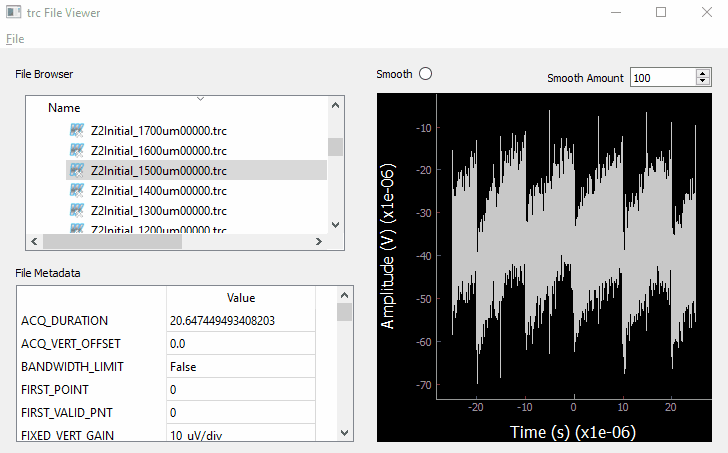 trc File Viewer
File
File Browser
Smooth
Smooth Amount 100
Name
Z2Initial_1700um00000.trc
Z2Initial_1600um00000.trc
Z2Initial_1500um00000.trc
Z2Initial_1400um00000.trc
Z2Initial_1300um00000.trc
Z2Initial_1200um00000.trc
File Metadata
Value
ACQ_DURATION 20.647449493408203
ACQ_VERT_OFFSET 0.0
BANDWIDTH_LIMIT False
FIRST_POINT 0
FIRST_VALID_PNT 0
FIXED_VERT_GAIN 10_uV/div
Amplitude (V) (x1e-06)
-10
-20
-30
-40
-50
-60
-70
-20 -10 0 10 20
Time (s) (x1e-06)